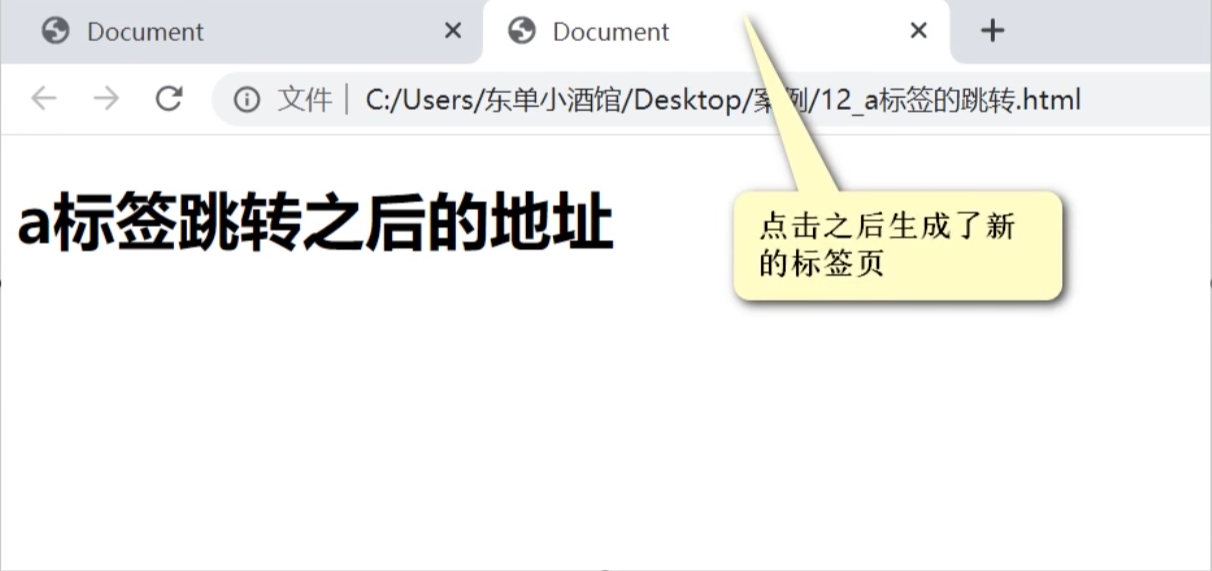 Document
Document
文件 C:/Users/东单小酒馆/Desktop/案例/12_a标签的跳转.html
a标签跳转之后的地址
点击之后生成了新
的标签页